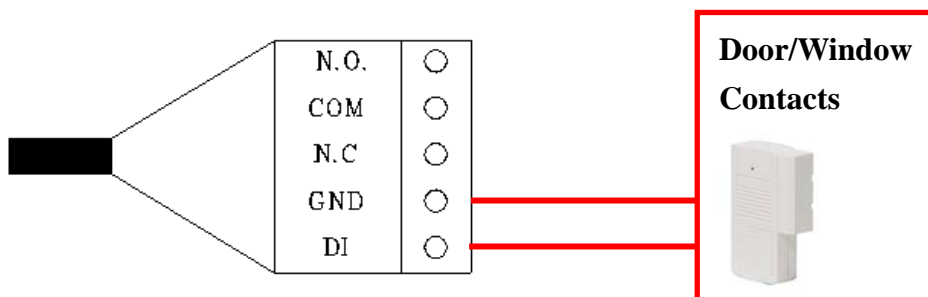 N.O.
COM
N.C
GND
DI
Door/Window
Contacts